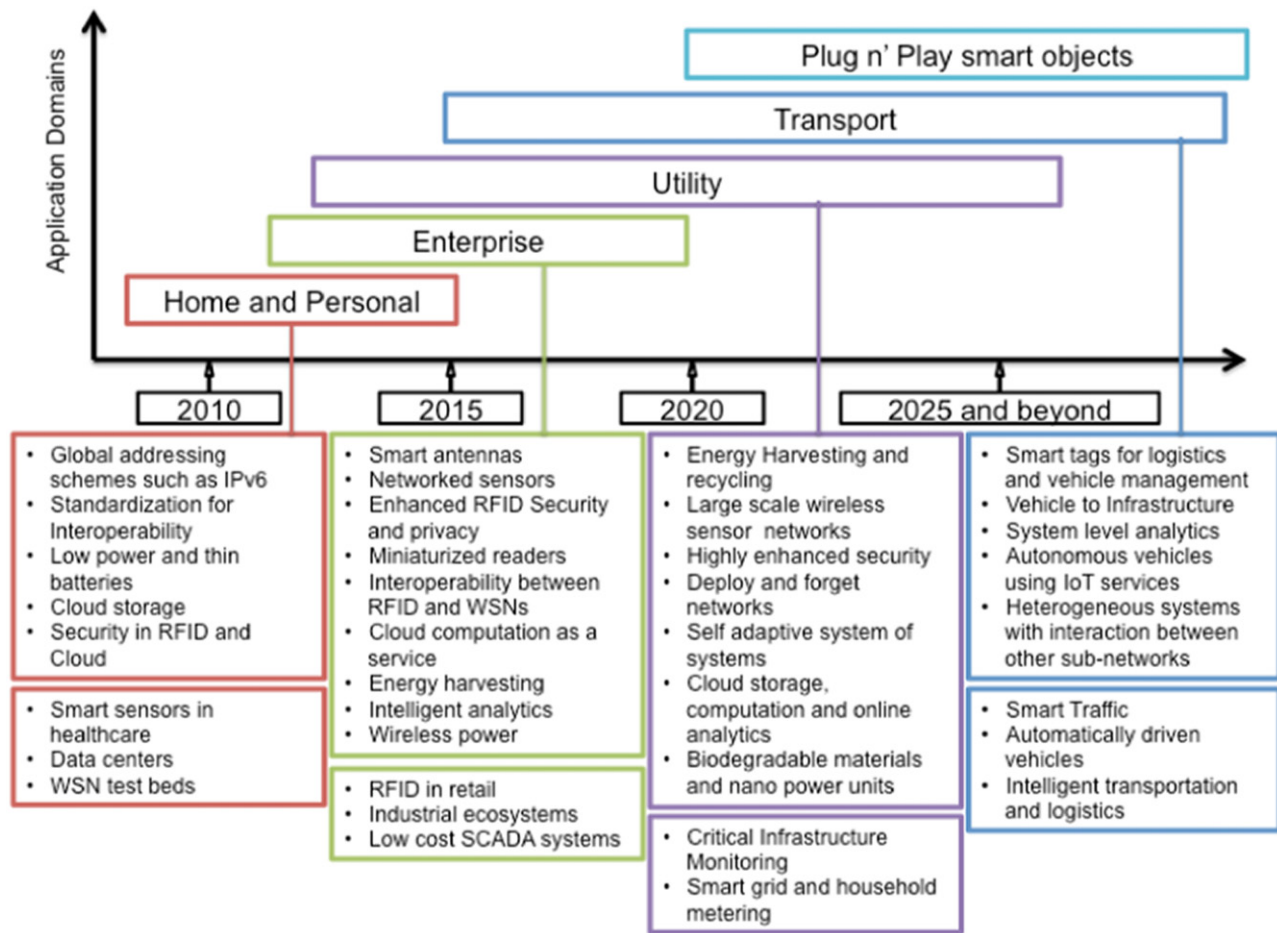 Application Domains
Plug n' Play smart objects
Transport
Utility
Enterprise
Home and Personal
2010
2015
2020
2025 and beyond
• Global addressing
schemes such as IPv6
• Standardization for
Interoperability
• Low power and thin
batteries
• Cloud storage
• Security in RFID and
Cloud
• Smart sensors in
healthcare
• Data centers
• WSN test beds
• Smart antennas
• Networked sensors
• Enhanced RFID Security
and privacy
• Miniaturized readers
• Interoperability between
RFID and WSNs
• Cloud computation as a
service
• Energy harvesting
• Intelligent analytics
• Wireless power
• RFID in retail
• Industrial ecosystems
• Low cost SCADA systems
• Energy Harvesting and
recycling
• Large scale wireless
sensor networks
• Highly enhanced security
• Deploy and forget
networks
• Self adaptive system of
systems
• Cloud storage,
computation and online
analytics
• Biodegradable materials
and nano power units
• Critical Infrastructure
Monitoring
• Smart grid and household
metering
• Smart tags for logistics
and vehicle management
• Vehicle to Infrastructure
• System level analytics
• Autonomous vehicles
using IoT services
• Heterogeneous systems
with interaction between
other sub-networks
• Smart Traffic
• Automatically driven
vehicles
• Intelligent transportation
and logistics